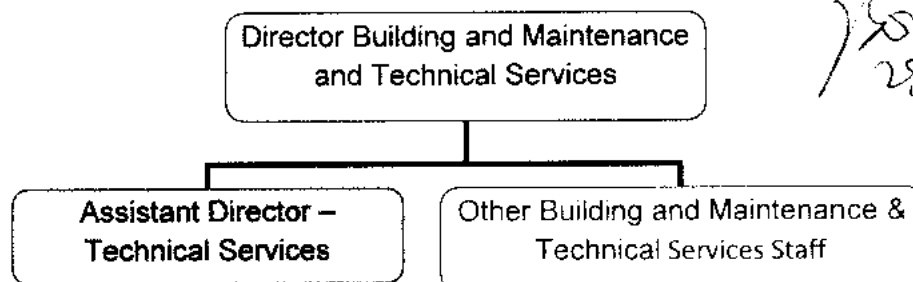 Director Building and Maintenance
and Technical Services
Assistant Director –
Technical Services
Other Building and Maintenance &
Technical Services Staff